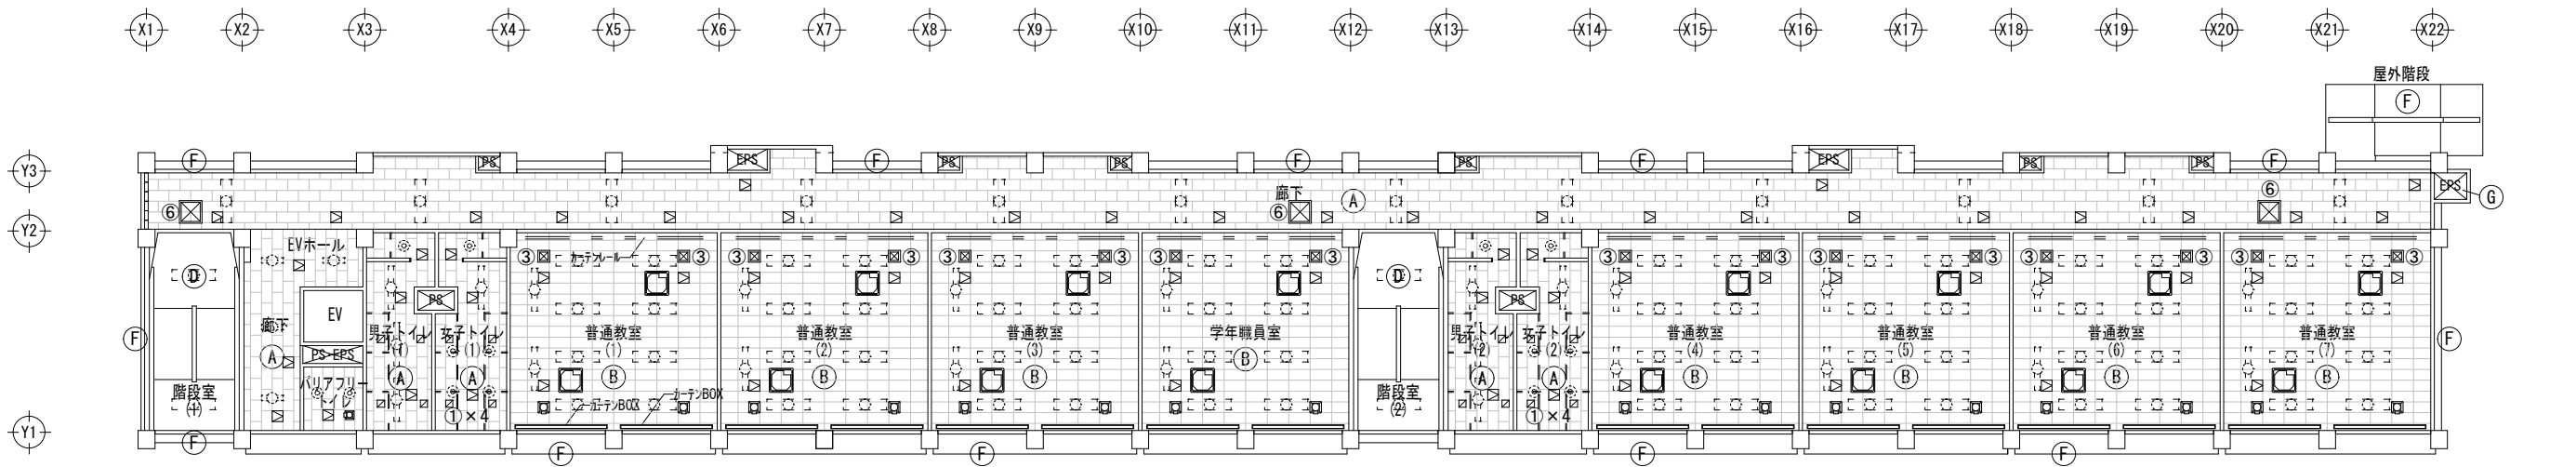 X1 X2 X3 X4 X5 X6 X7 X8 X9 X10 X11 X12 X13 X14 X15 X16 X17 X18 X19 X20 X21 X22
屋外階段
F
Y3 F PS EPS F PS PS F PS F EPS PS PS F EPS G
⑥ 廊下 ⑥ A ⑥
Y2
EVホール
③ カーテンレール ③ ③ ③ ③ ③ ③ ③ ③ ③ ③ ③ ③ ③ ③ ③
D D
PS PS
EV
F 廊下 男子トイレ 女子トイレ 普通教室 普通教室 普通教室 学年職員室 男子トイレ 女子トイレ 普通教室 普通教室 普通教室 普通教室 F
(1) (1) (1) (2) (3) (2) (2) (4) (5) (6) (7)
A PS・EPS B
バリアフリー A A B B B A A B B B B
トイレ
階段室 階段室
(1) (2)
カーテンBOX カーテンBOX
①×4 ①×4
Y1 F F F F F